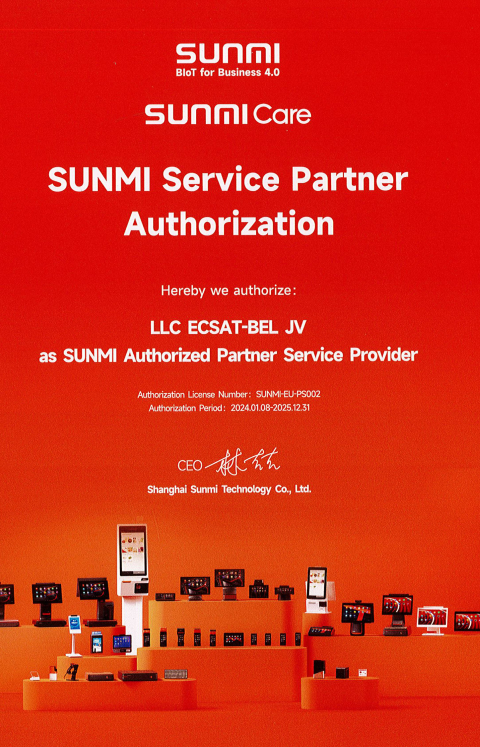 SUNMI
BIoT for Business 4.0
SUNMI Care
SUNMI Service Partner
Authorization
Hereby we authorize:
LLC ECSAT-BEL JV
as SUNMI Authorized Partner Service Provider
Authorization License Number: SUNMI-EU-PS002
Authorization Period: 2024.01.08-2025.12.31
CEO
Shanghai Sunmi Technology Co., Ltd.